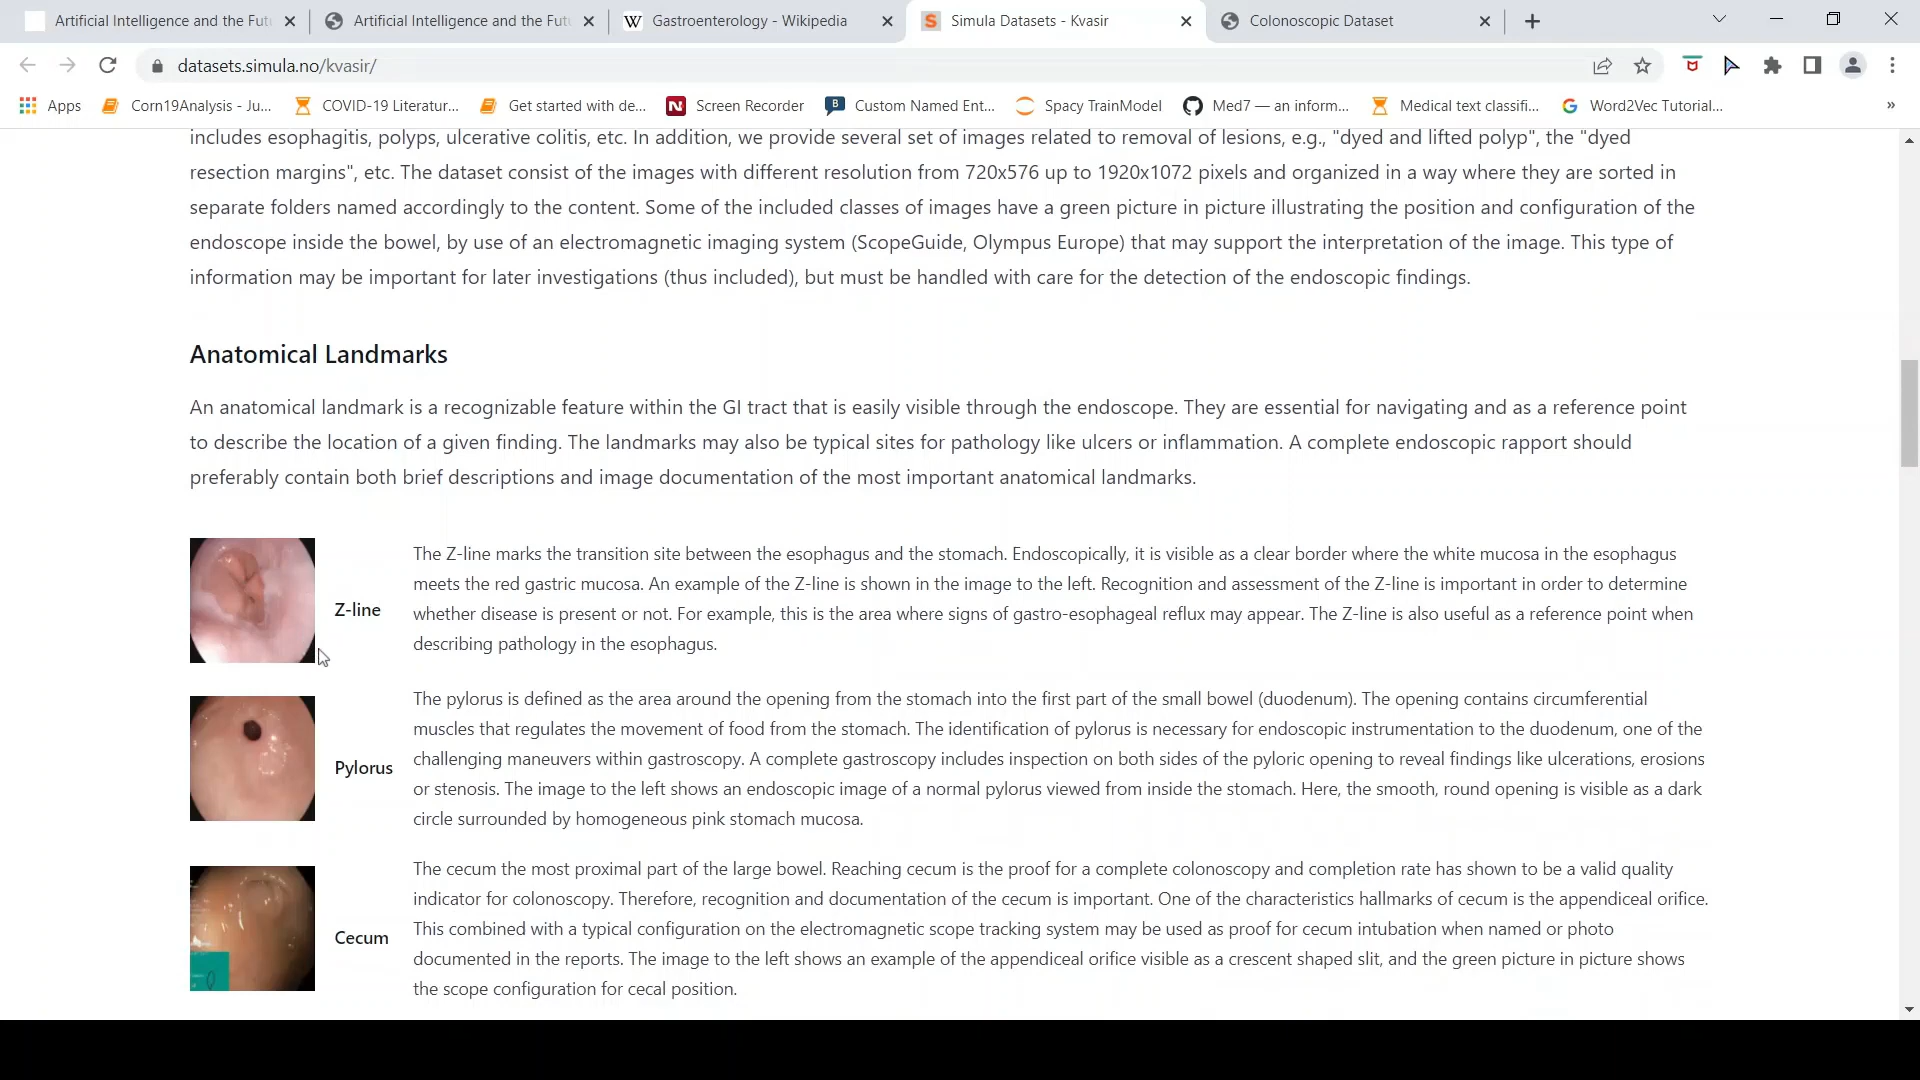 Artificial Intelligence and the Fut
Artificial Intelligence and the Fut
Gastroenterology - Wikipedia
Simula Datasets - Kvasir
Colonoscopic Dataset
datasets.simula.no/kvasir/
Apps
Corn19Analysis - Ju...
COVID-19 Literatur...
Get started with de...
Screen Recorder
Custom Named Ent...
Spacy TrainModel
Med7 — an inform...
Medical text classifi...
Word2Vec Tutorial...
»
includes esophagitis, polyps, ulcerative colitis, etc. In addition, we provide several set of images related to removal of lesions, e.g., "dyed and lifted polyp", the "dyed
resection margins", etc. The dataset consist of the images with different resolution from 720x576 up to 1920x1072 pixels and organized in a way where they are sorted in
separate folders named accordingly to the content. Some of the included classes of images have a green picture in picture illustrating the position and configuration of the
endoscope inside the bowel, by use of an electromagnetic imaging system (ScopeGuide, Olympus Europe) that may support the interpretation of the image. This type of
information may be important for later investigations (thus included), but must be handled with care for the detection of the endoscopic findings.
Anatomical Landmarks
An anatomical landmark is a recognizable feature within the GI tract that is easily visible through the endoscope. They are essential for navigating and as a reference point
to describe the location of a given finding. The landmarks may also be typical sites for pathology like ulcers or inflammation. A complete endoscopic rapport should
preferably contain both brief descriptions and image documentation of the most important anatomical landmarks.
Z-line
The Z-line marks the transition site between the esophagus and the stomach. Endoscopically, it is visible as a clear border where the white mucosa in the esophagus
meets the red gastric mucosa. An example of the Z-line is shown in the image to the left. Recognition and assessment of the Z-line is important in order to determine
whether disease is present or not. For example, this is the area where signs of gastro-esophageal reflux may appear. The Z-line is also useful as a reference point when
describing pathology in the esophagus.
Pylorus
The pylorus is defined as the area around the opening from the stomach into the first part of the small bowel (duodenum). The opening contains circumferential
muscles that regulates the movement of food from the stomach. The identification of pylorus is necessary for endoscopic instrumentation to the duodenum, one of the
challenging maneuvers within gastroscopy. A complete gastroscopy includes inspection on both sides of the pyloric opening to reveal findings like ulcerations, erosions
or stenosis. The image to the left shows an endoscopic image of a normal pylorus viewed from inside the stomach. Here, the smooth, round opening is visible as a dark
circle surrounded by homogeneous pink stomach mucosa.
Cecum
The cecum the most proximal part of the large bowel. Reaching cecum is the proof for a complete colonoscopy and completion rate has shown to be a valid quality
indicator for colonoscopy. Therefore, recognition and documentation of the cecum is important. One of the characteristics hallmarks of cecum is the appendiceal orifice.
This combined with a typical configuration on the electromagnetic scope tracking system may be used as proof for cecum intubation when named or photo
documented in the reports. The image to the left shows an example of the appendiceal orifice visible as a crescent shaped slit, and the green picture in picture shows
the scope configuration for cecal position.